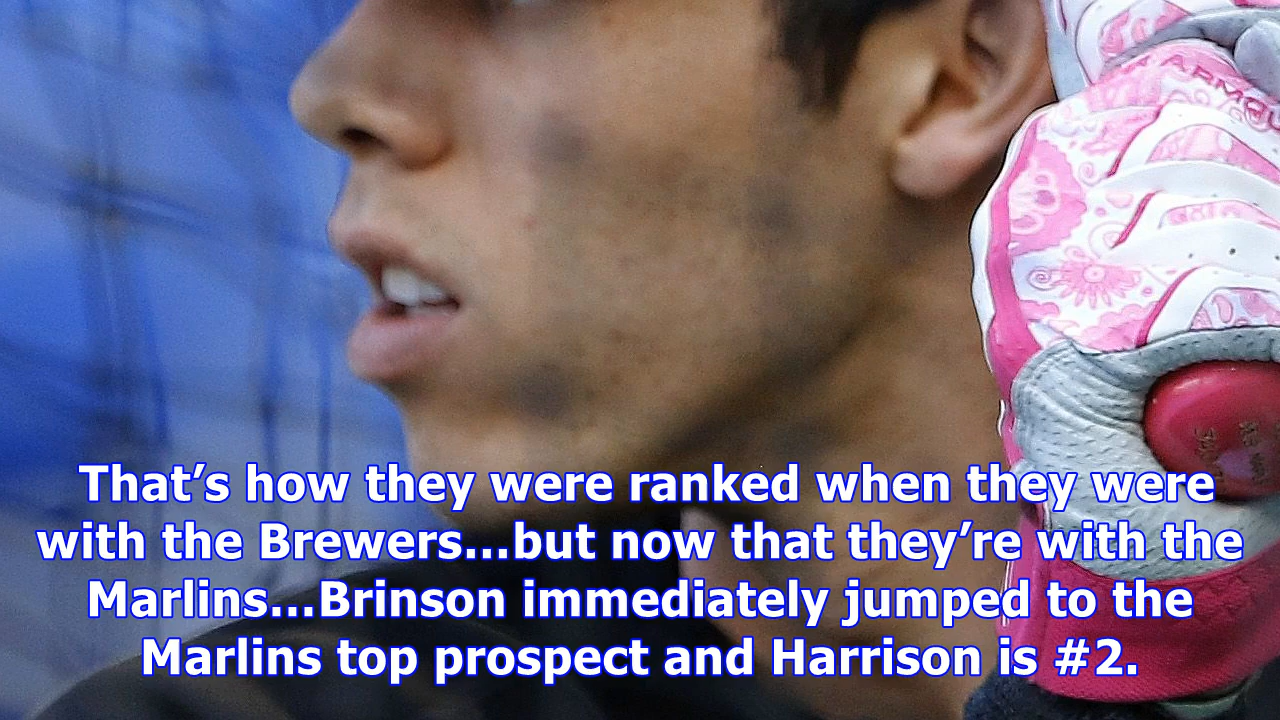 That’s how they were ranked when they were
with the Brewers...but now that they’re with the
Marlins...Brinson immediately jumped to the
Marlins top prospect and Harrison is #2.